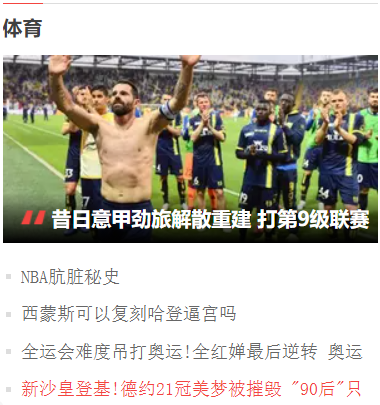 体育
昔日意甲劲旅解散重建 打第9级联赛
NBA肮脏秘史
西蒙斯可以复刻哈登逼宫吗
全运会难度吊打奥运!全红婵最后逆转 奥运
新沙皇登基!德约21冠美梦被摧毁 "90后"只